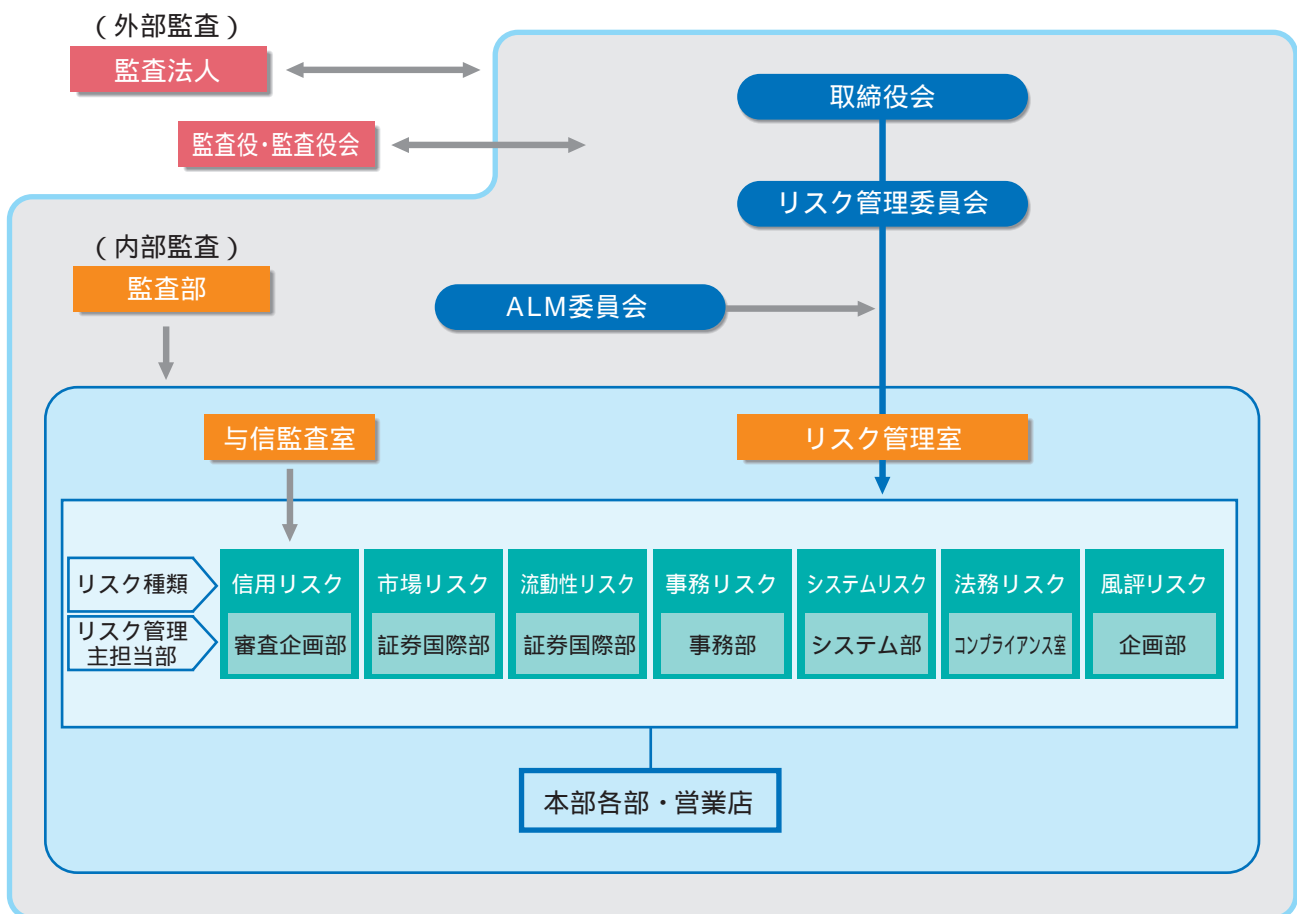 (外部監査)
監査法人
取締役会
監査役・監査役会
リスク管理委員会
(内部監査)
監査部
ALM委員会
与信監査室
リスク管理室
リスク種類
信用リスク
市場リスク
流動性リスク
事務リスク
システムリスク
法務リスク
風評リスク
リスク管理
主担当部
審査企画部
証券国際部
証券国際部
事務部
システム部
コンプライアンス室
企画部
本部各部・営業店